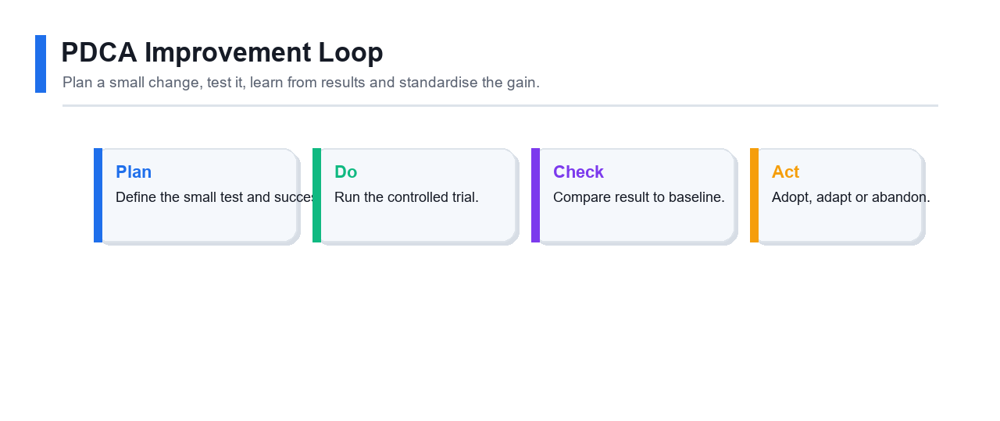 PDCA Improvement Loop
Plan a small change, test it, learn from results and standardise the gain.
Plan
Define the small test and succes
Do
Run the controlled trial.
Check
Compare result to baseline.
Act
Adopt, adapt or abandon.